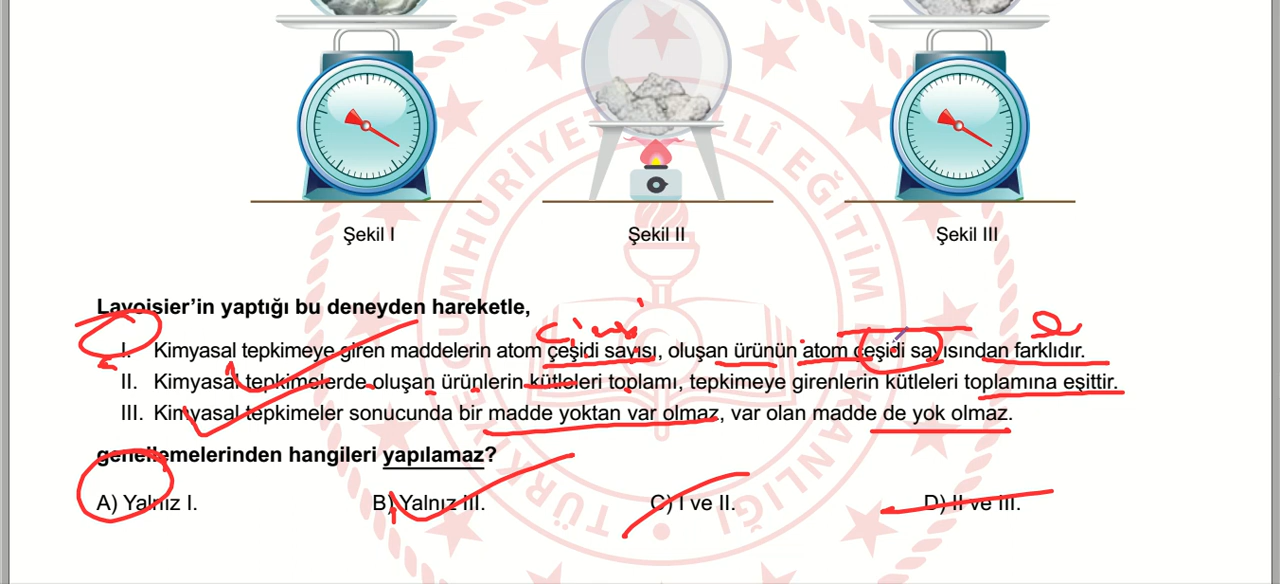 Şekil I Şekil II Şekil III
Lavoisier'in yaptığı bu deneyden hareketle,
I. Kimyasal tepkimeye giren maddelerin atom çeşidi sayısı, oluşan ürünün atom çeşidi sayısından farklıdır.
II. Kimyasal tepkimelerde oluşan ürünlerin kütleleri toplamı, tepkimeye girenlerin kütleleri toplamına eşittir.
III. Kimyasal tepkimeler sonucunda bir madde yoktan var olmaz, var olan madde de yok olmaz.
genellemelerinden hangileri yapılamaz?
A) Yalnız I. B) Yalnız III. C) I ve II. D) II ve III.